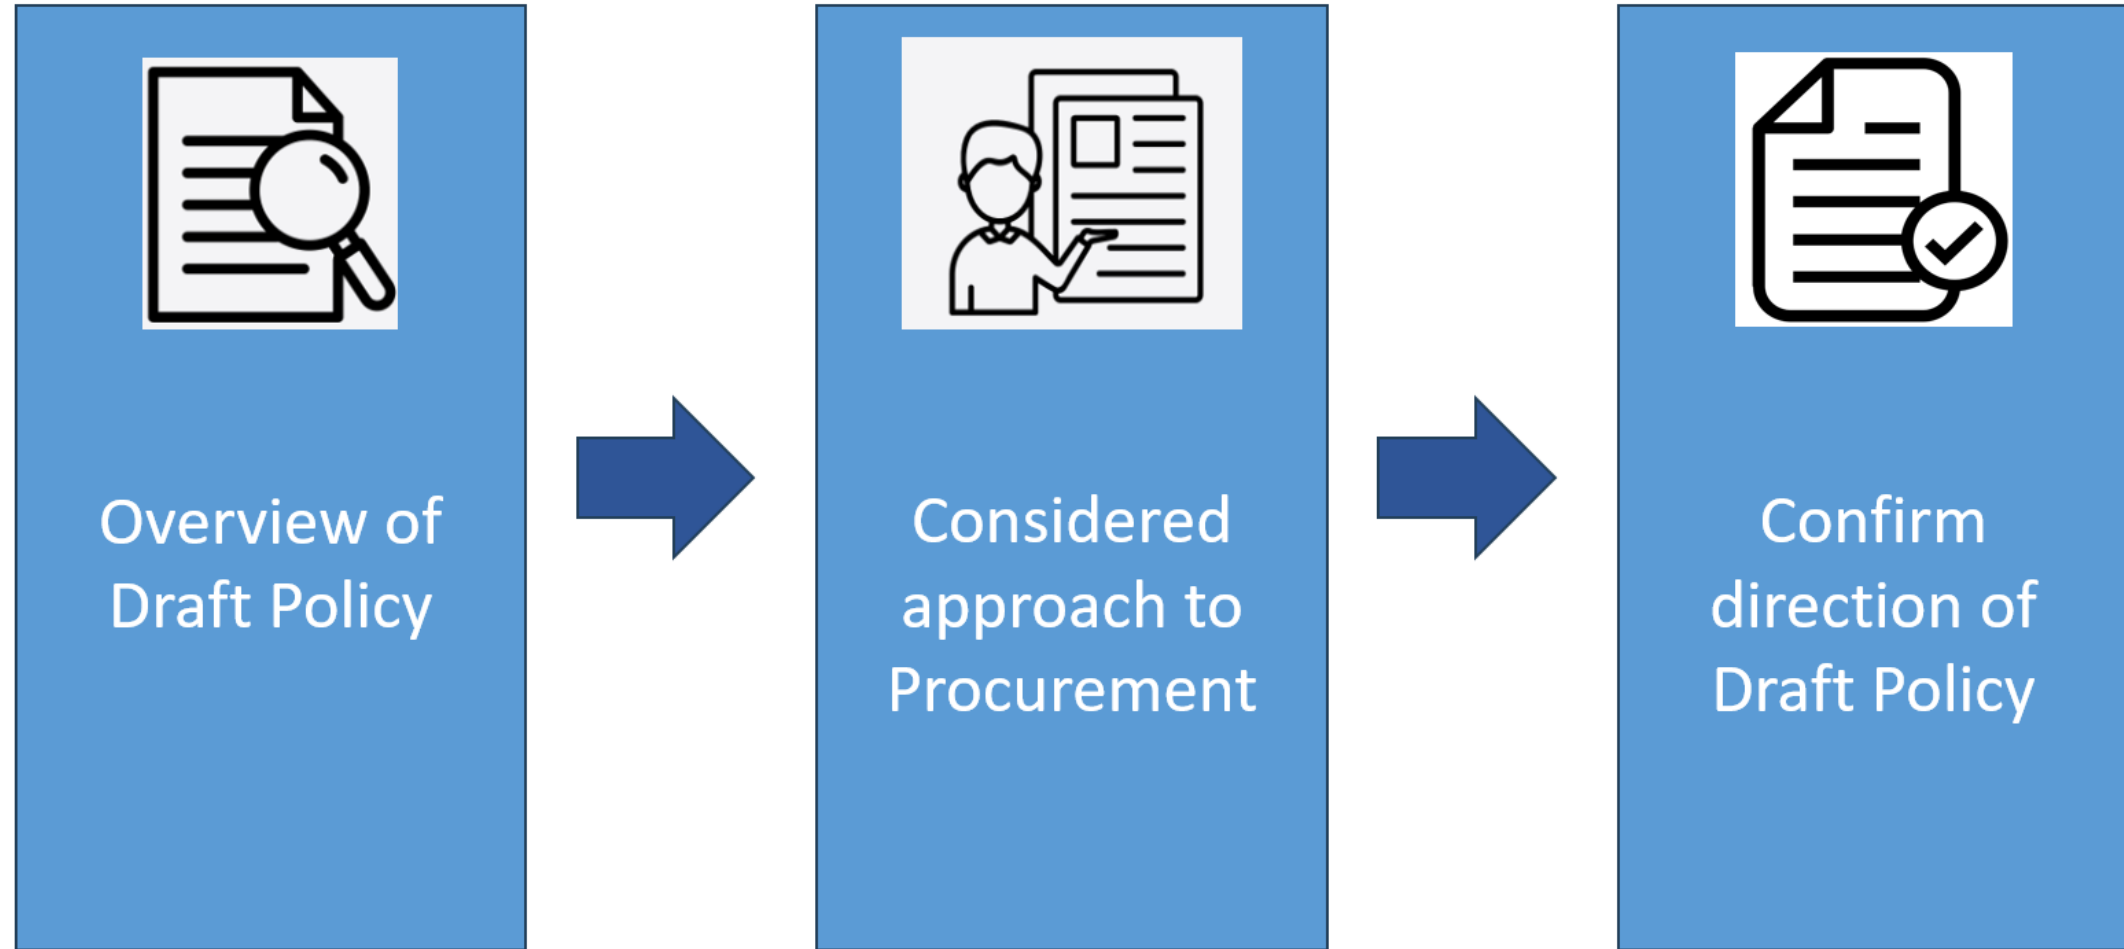 Overview of
Draft Policy
Considered
approach to
Procurement
Confirm
direction of
Draft Policy